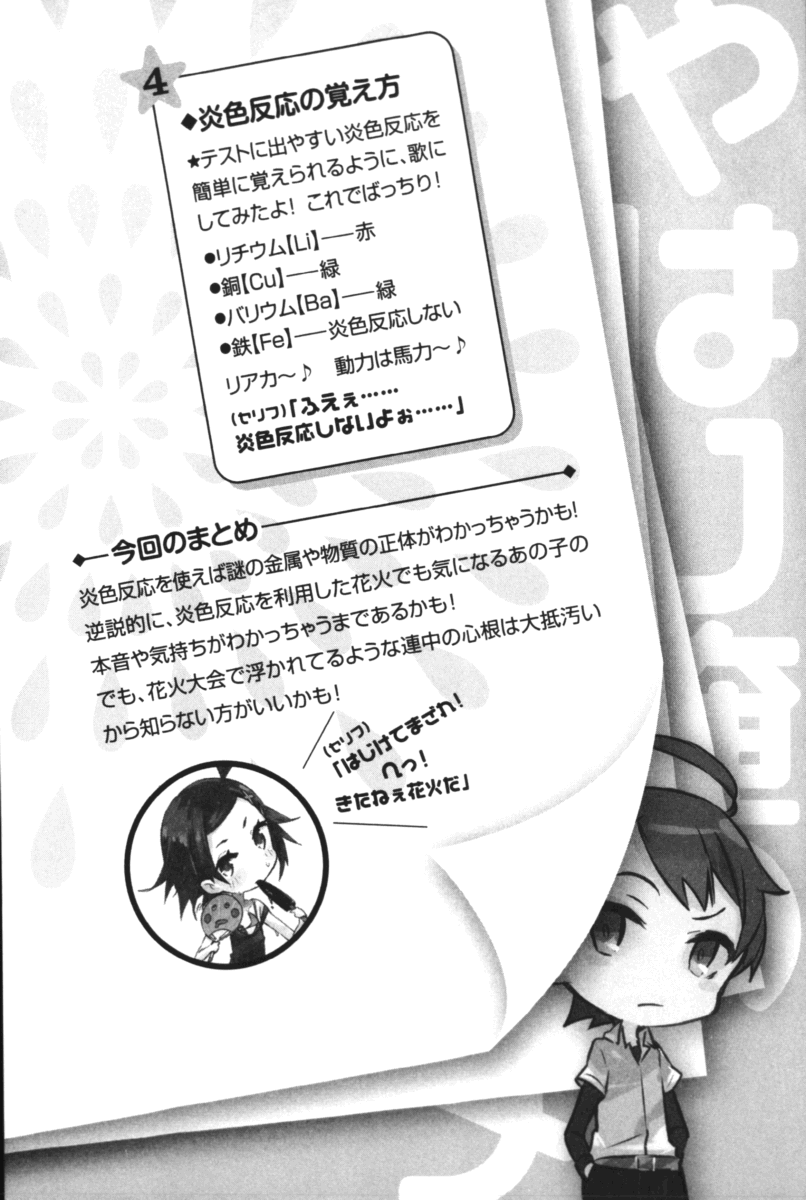 4
◆炎色反応の覚え方
★テストに出やすい炎色反応を
簡単に覚えられるように、歌に
してみたよ! これでばっちり!
●リチウム【Li】――赤
●銅【Cu】――緑
●バリウム【Ba】――緑
●鉄【Fe】――炎色反応しない
リアカ〜♪ 動力は馬力〜♪
(セリフ)「ふえぇ……
炎色反応しないよぉ……」
今回のまとめ
炎色反応を使えば謎の金属や物質の正体がわかっちゃうかも!
逆説的に、炎色反応を利用した花火でも気になるあの子の
本音や気持ちがわかっちゃうまであるかも!
でも、花火大会で浮かれてるような連中の心根は大抵汚い
から知らない方がいいかも!
(セリフ)
「はじけてまざれ!
へっ!
きたねぇ花火だ」
やはり俺